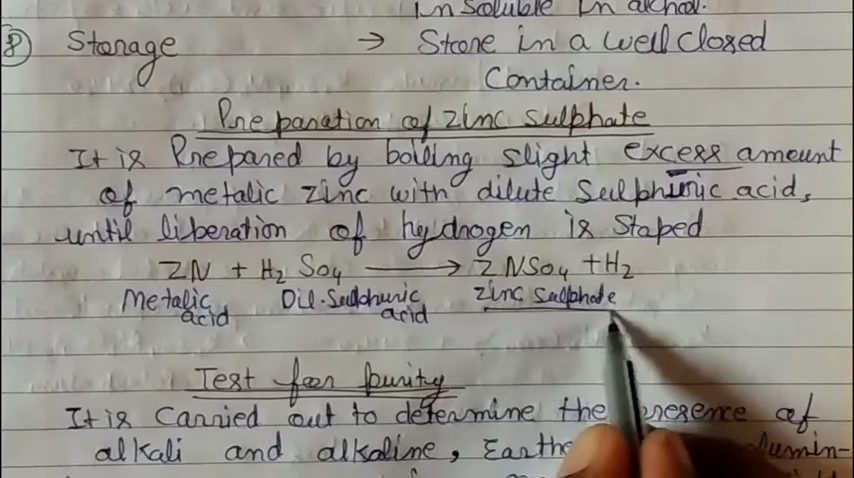 Insoluble in alchol.
8 Storage → Store in a well closed
Container.
Preparation of zinc sulphate
It is Prepared by boiling slight excess amount
of metalic zinc with dilute Sulphuric acid,
until liberation of hydrogen is Staped
ZN + H2 SO4 → ZNSO4 + H2
Metalic acid Dil. Sulphuric acid Zinc Sulphate
Test for purity
It is Carried out to determine the of
alkali and alkaline,